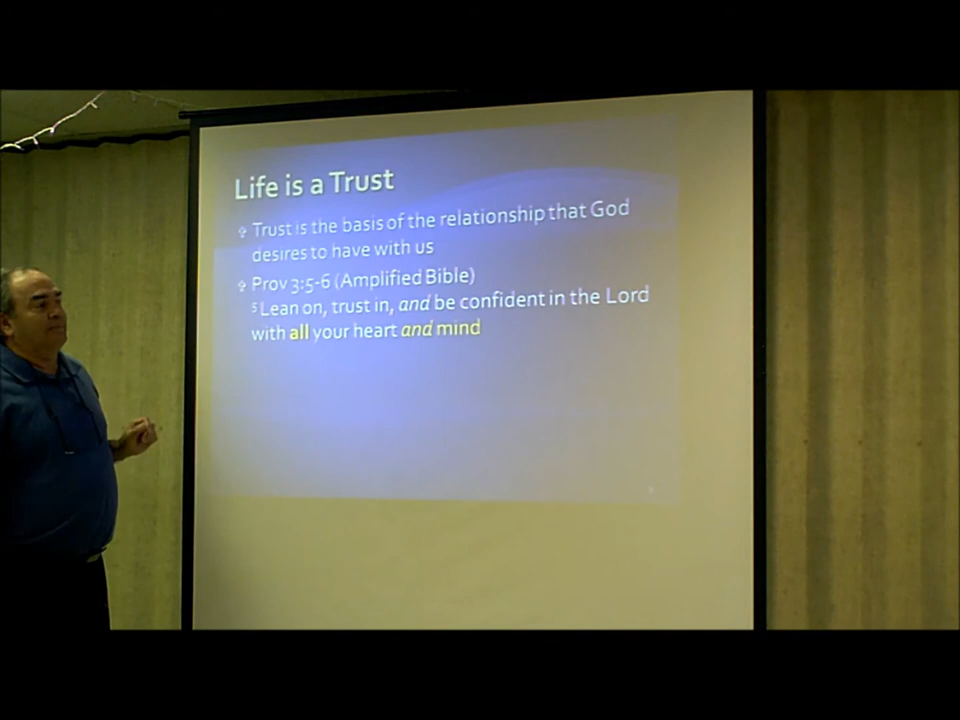 Life is a Trust
Trust is the basis of the relationship that God
desires to have with us
Prov 3:5-6 (Amplified Bible)
5 Lean on, trust in, and be confident in the Lord
with all your heart and mind